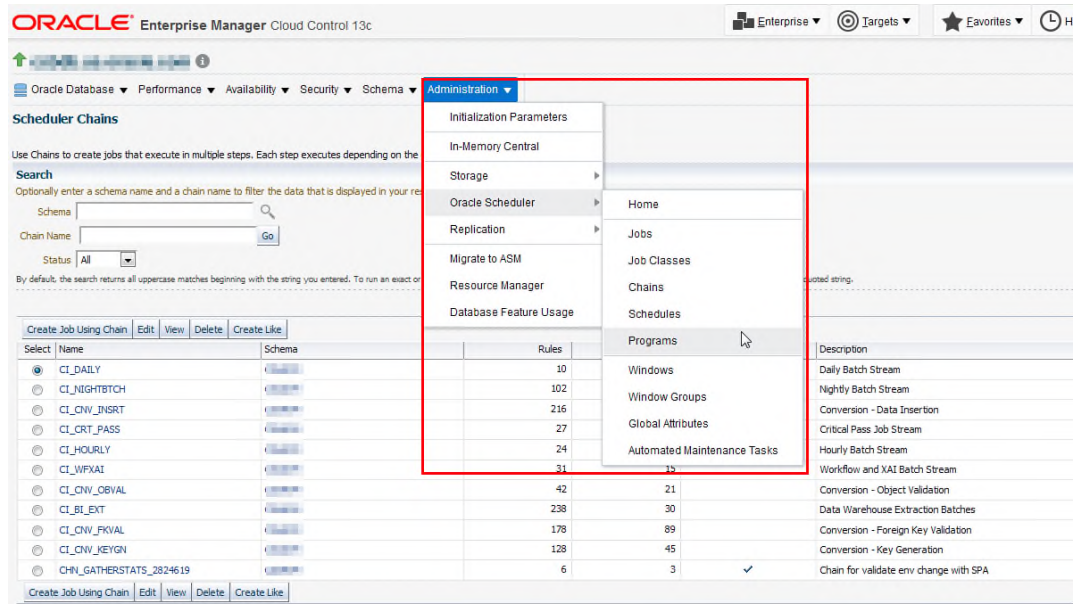 ORACLE Enterprise Manager Cloud Control 13c
Enterprise Targets Favorites H
Oracle Database Performance Availability Security Schema Administration
Scheduler Chains
Use Chains to create jobs that execute in multiple steps. Each step executes depending on the
Search
Optionally enter a schema name and a chain name to filter the data that is displayed in your re
Schema
Chain Name Go
Status All
By default, the search returns all uppercase matches beginning with the string you entered. To run an exact or
string.
Initialization Parameters
In-Memory Central
Storage
Oracle Scheduler
Replication
Migrate to ASM
Resource Manager
Database Feature Usage
Home
Jobs
Job Classes
Chains
Schedules
Programs
Windows
Window Groups
Global Attributes
Automated Maintenance Tasks
Create Job Using Chain Edit View Delete Create Like
Select Name Schema Rules Description
CI_DAILY 10 Daily Batch Stream
CI_NIGHTBTCH 102 Nightly Batch Stream
CI_CNV_INSRT 216 Conversion - Data Insertion
CI_CRT_PASS 27 Critical Pass Job Stream
CI_HOURLY 24 Hourly Batch Stream
CI_WFXAI 31 15 Workflow and XAI Batch Stream
CI_CNV_OBVAL 42 21 Conversion - Object Validation
CI_BI_EXT 238 30 Data Warehouse Extraction Batches
CI_CNV_FKVAL 178 89 Conversion - Foreign Key Validation
CI_CNV_KEYGN 128 45 Conversion - Key Generation
CHN_GATHERSTATS_2824619 6 3 Chain for validate env change with SPA
Create Job Using Chain Edit View Delete Create Like